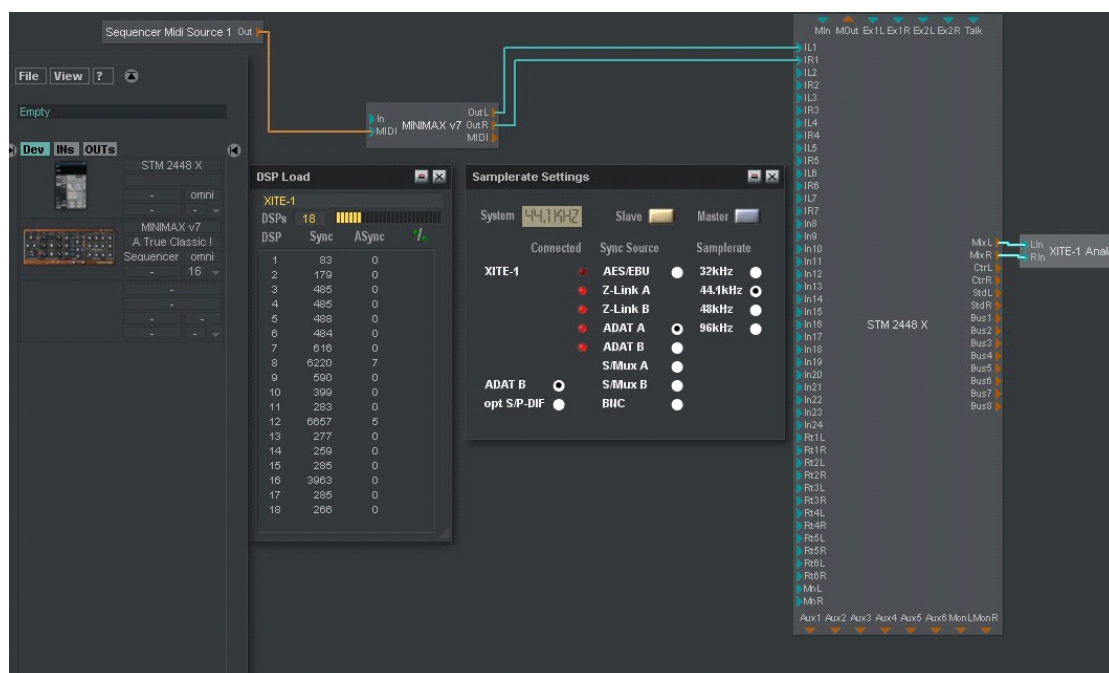 Sequencer Midi Source 1 Out
File View ?
Empty
Dev INs OUTs
STM 2448 X
- omni
- -
MINIMAX v7
A True Classic !
Sequencer omni
- 16
-
-
- -
- -
In
MIDI
MINIMAX v7
OutL
OutR
MIDI
DSP Load
XITE-1
DSPs 18
DSP Sync ASync
1 83 0
2 179 0
3 485 0
4 485 0
5 488 0
6 484 0
7 616 0
8 6220 7
9 590 0
10 399 0
11 283 0
12 6657 5
13 277 0
14 259 0
15 285 0
16 3963 0
17 285 0
18 266 0
Samplerate Settings
System 44.1KHZ Slave Master
Connected Sync Source Samplerate
XITE-1 AES/EBU 32kHz
Z-Link A 44.1kHz
Z-Link B 48kHz
ADAT A 96kHz
ADAT B
S/Mux A
ADAT B S/Mux B
opt S/P-DIF BNC
MIn MOut Ex1L Ex1R Ex2L Ex2R Talk
IL1
IR1
IL2
IR2
IL3
IR3
IL4
IR4
IL5
IR5
IL6
IR6
IL7
IR7
In8
In9
In10
In11
In12
In13
In14
In15
In16
In17
In18
In19
In20
In21
In22
In23
In24
Rt1L
Rt1R
Rt2L
Rt2R
Rt3L
Rt3R
Rt4L
Rt4R
Rt5L
Rt5R
Rt6L
Rt6R
MnL
MnR
STM 2448 X
MixL
MixR
CtrL
CtrR
StdL
StdR
Bus1
Bus2
Bus3
Bus4
Bus5
Bus6
Bus7
Bus8
Aux1 Aux2 Aux3 Aux4 Aux5 Aux6 MonL MonR
LIn
RIn
XITE-1 Analo